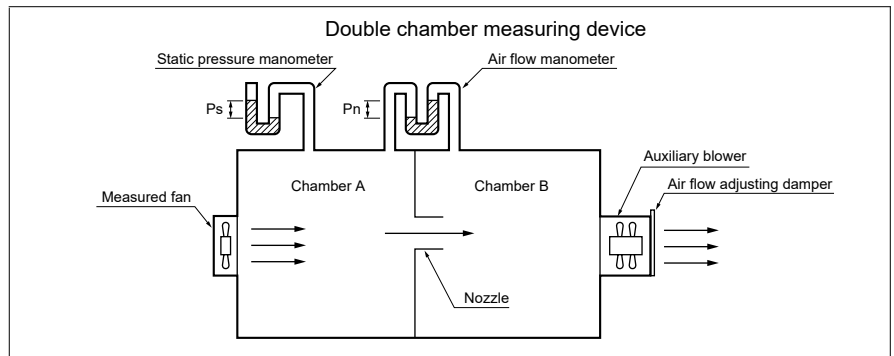 Double chamber measuring device
Static pressure manometer
Air flow manometer
Ps
Pn
Auxiliary blower
Chamber A
Chamber B
Air flow adjusting damper
Measured fan
Nozzle